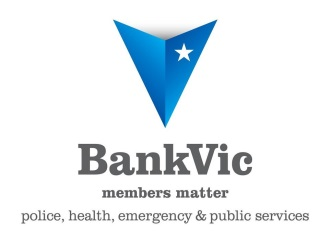 BankVic
members matter
police, health, emergency & public services